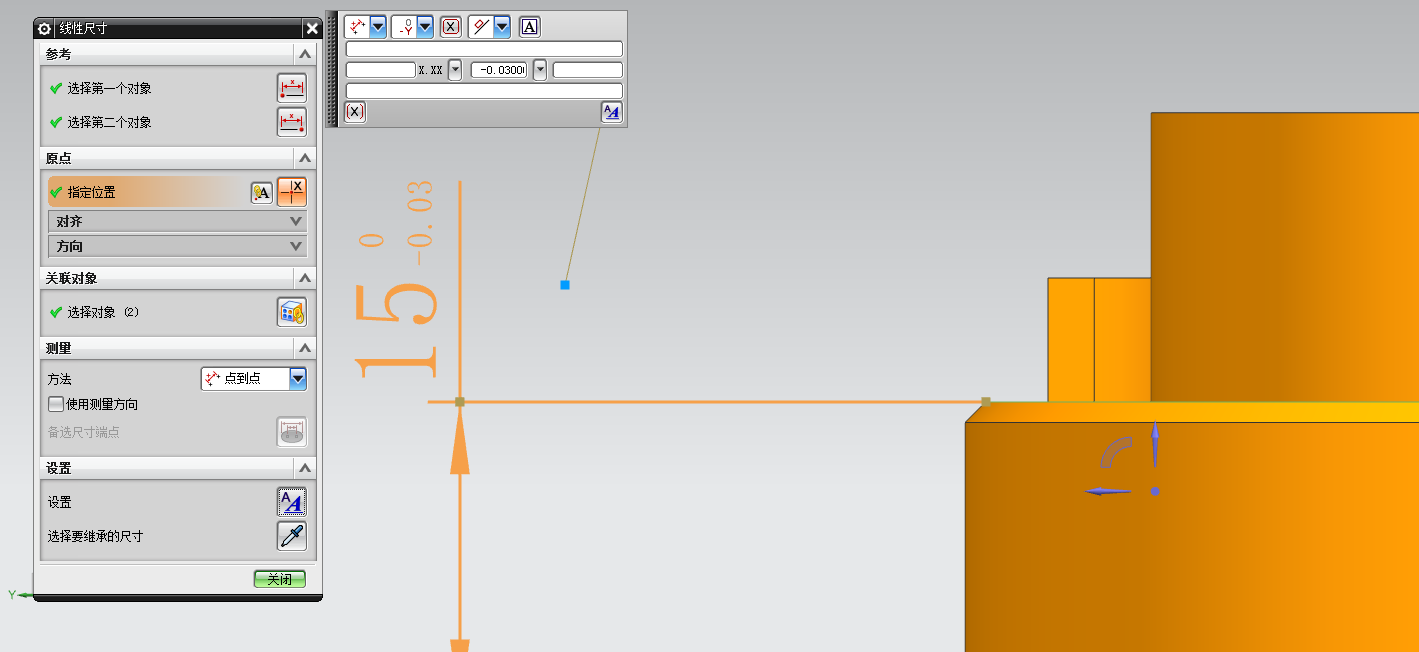 线性尺寸
参考
选择第一个对象
选择第二个对象
原点
指定位置
对齐
方向
关联对象
选择对象 (2)
测量
方法
点到点
使用测量方向
备选尺寸端点
设置
设置
选择要继承的尺寸
关闭
X.XX
-0.0300
15 0 -0.03
Y